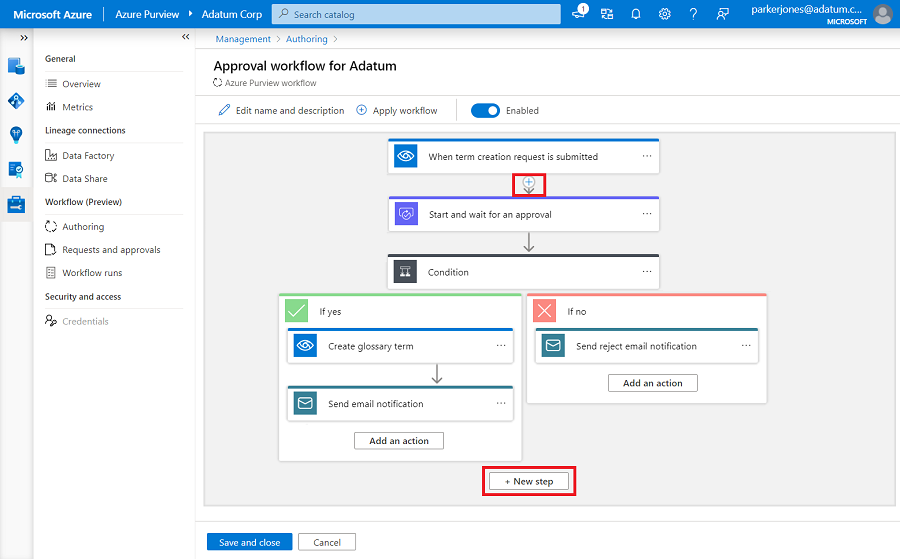 Microsoft Azure Azure Purview Adatum Corp Search catalog 1 parkerjones@adatum.c...
MICROSOFT
Management Authoring
General
Overview
Metrics
Lineage connections
Data Factory
Data Share
Workflow (Preview)
Authoring
Requests and approvals
Workflow runs
Security and access
Credentials
Approval workflow for Adatum
Azure Purview workflow
Edit name and description Apply workflow Enabled
When term creation request is submitted
Start and wait for an approval
Condition
If yes
Create glossary term
Send email notification
Add an action
If no
Send reject email notification
Add an action
+ New step
Save and close Cancel